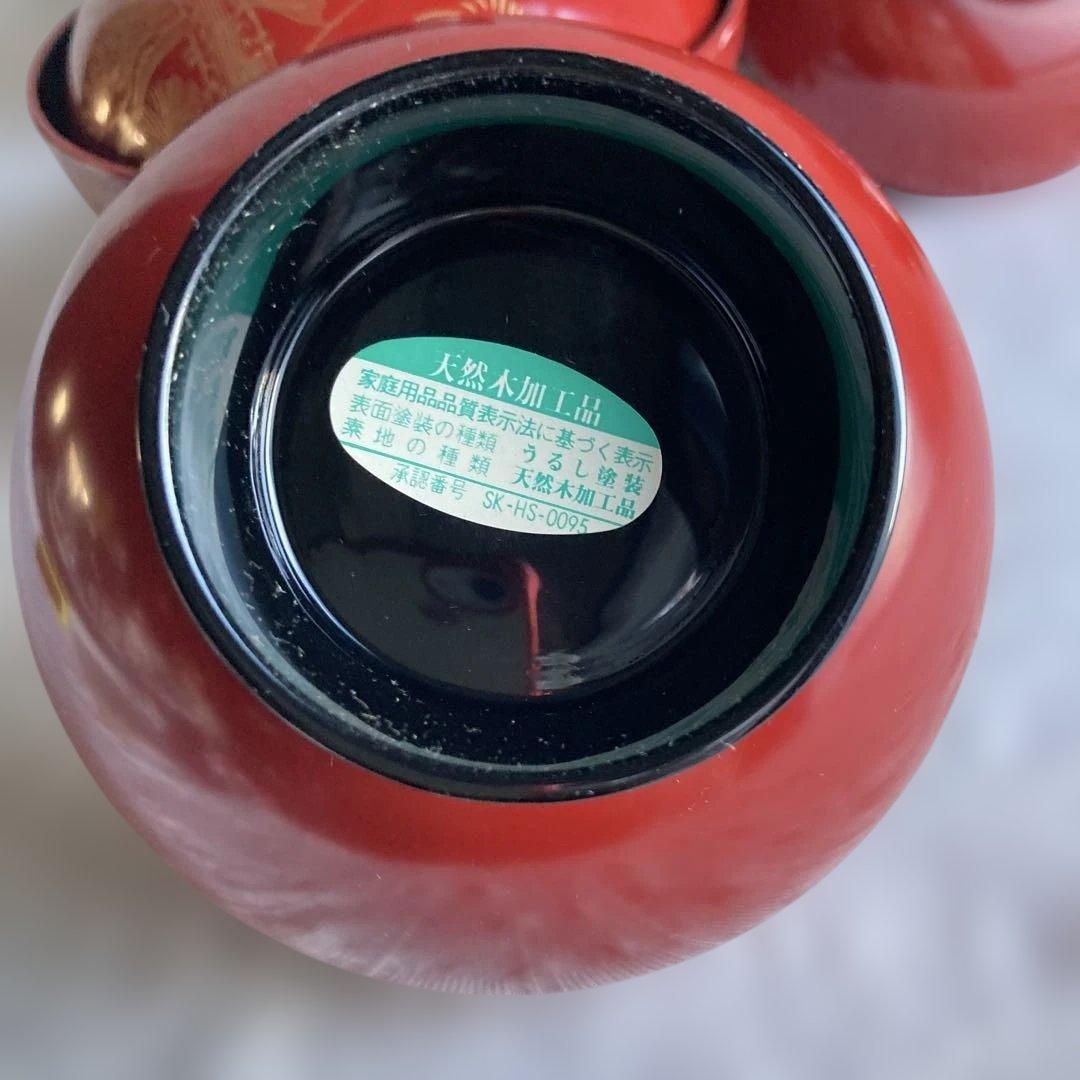 天然木加工品
家庭用品品質表示法に基づく表示
表面塗装の種類 うるし塗装
素地の種類 天然木加工品
承認番号 SK-HS-0095